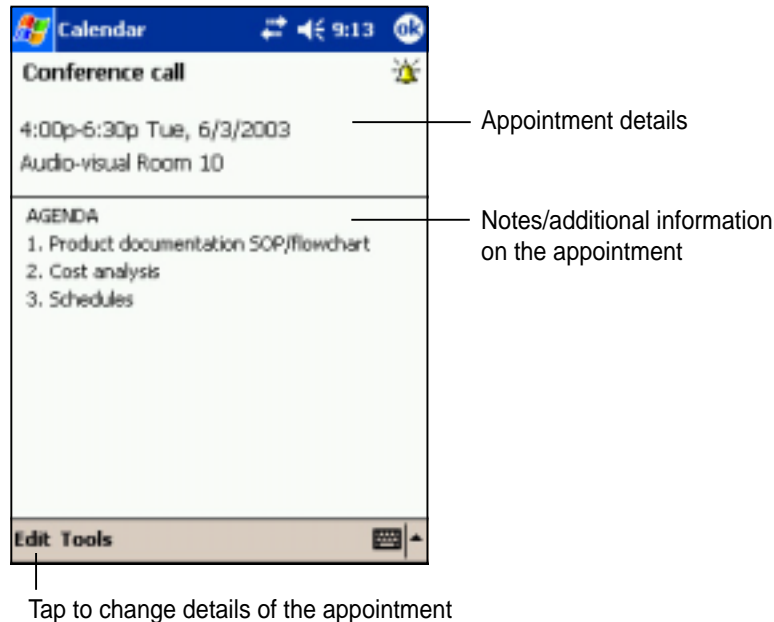 Calendar 9:13 ok
Conference call
4:00p-6:30p Tue, 6/3/2003
Audio-visual Room 10
Appointment details
AGENDA
1. Product documentation SOP/flowchart
2. Cost analysis
3. Schedules
Notes/additional information
on the appointment
Edit Tools
Tap to change details of the appointment